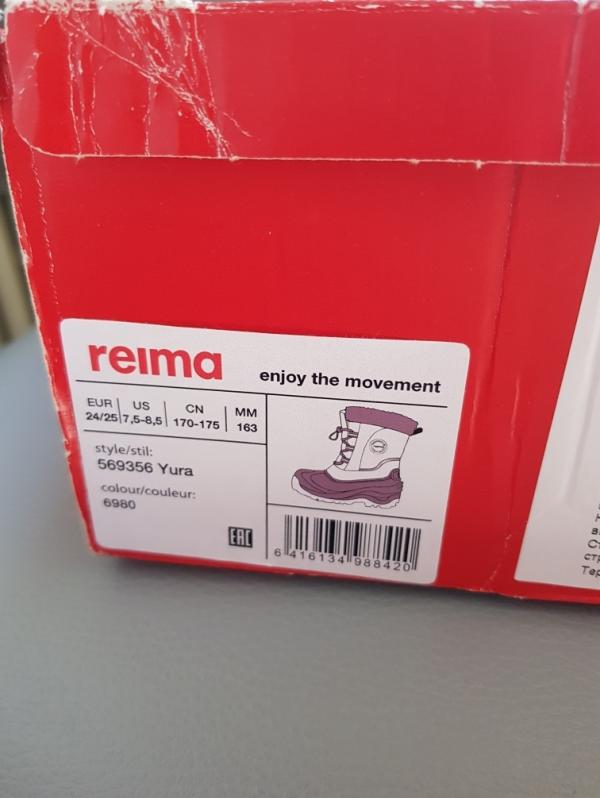 reima
enjoy the movement
EUR US CN MM
24/25 7,5-8,5 170-175 163
style/stil:
569356 Yura
colour/couleur:
6980
EAC
6 416134 988420